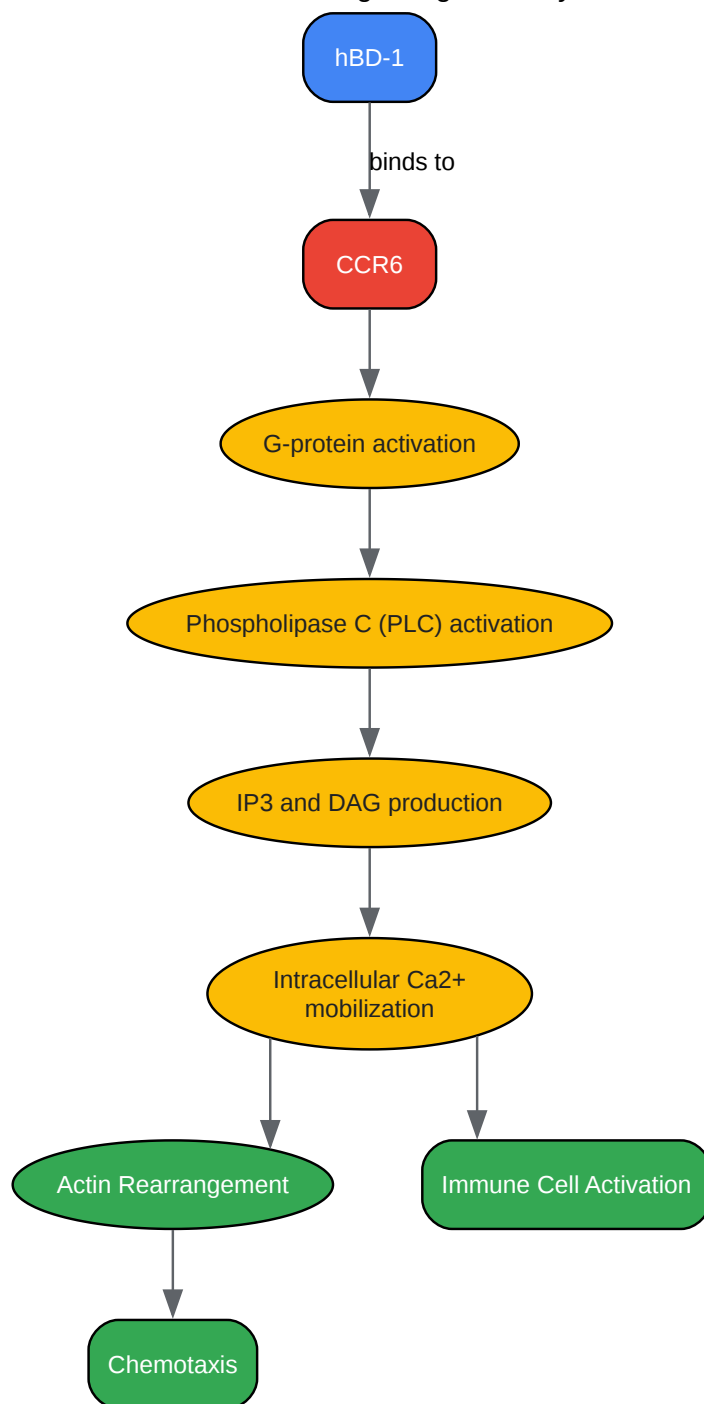 hBD-1
binds to
CCR6
G-protein activation
Phospholipase C (PLC) activation
IP3 and DAG production
Intracellular Ca2+
mobilization
Actin Rearrangement
Immune Cell Activation
Chemotaxis